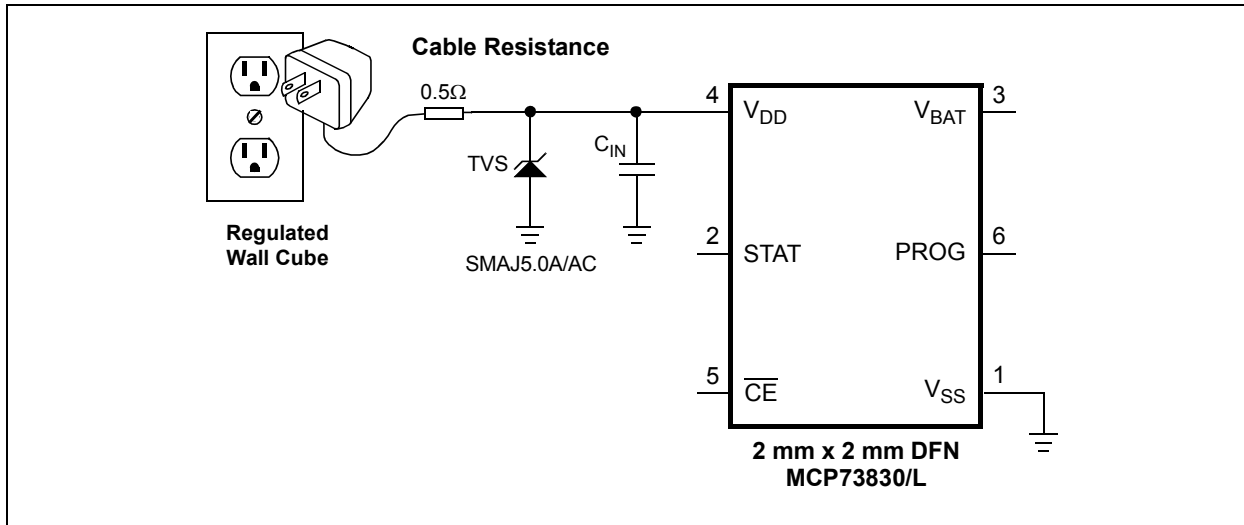 Cable Resistance
0.5Ω
4
V_DD
V_BAT
3
TVS
C_IN
Regulated
Wall Cube
SMAJ5.0A/AC
2
STAT
PROG
6
5
C̅E̅
V_SS
1
2 mm x 2 mm DFN
MCP73830/L